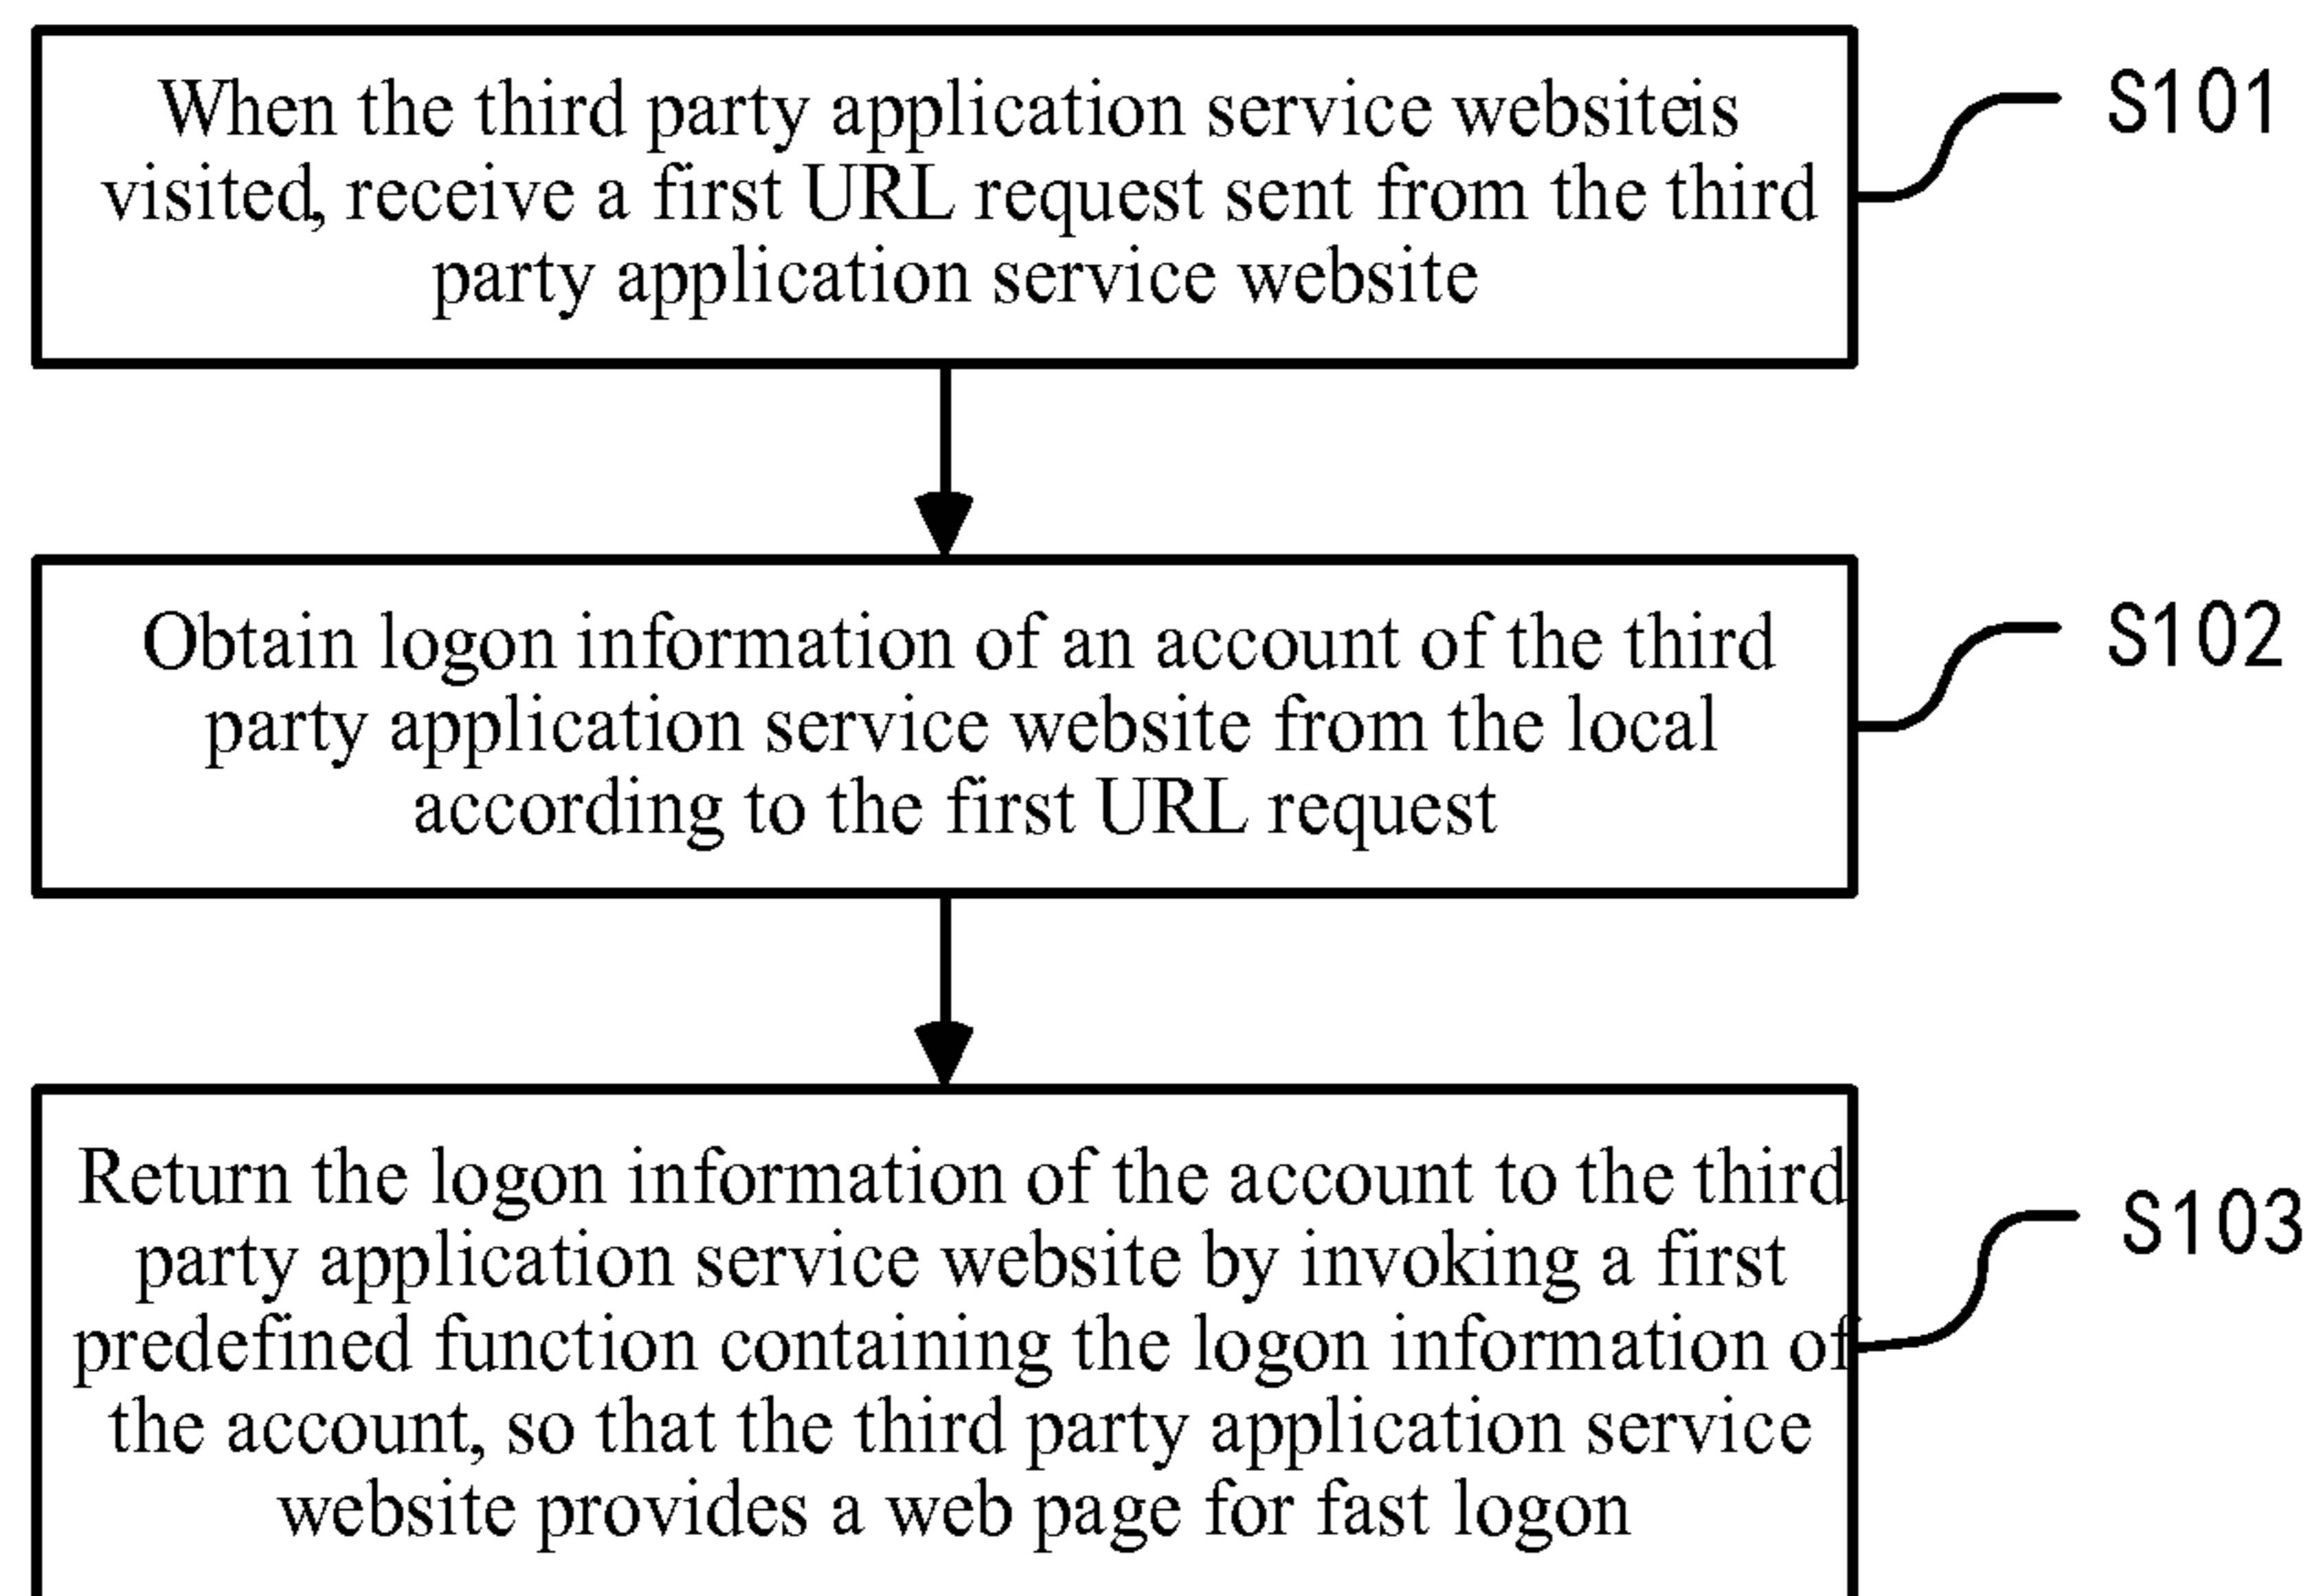 When the third party application service websiteis
visited, receive a first URL request sent from the third
party application service website
S101
Obtain logon information of an account of the third
party application service website from the local
according to the first URL request
S102
Return the logon information of the account to the third
party application service website by invoking a first
predefined function containing the logon information of
the account, so that the third party application service
website provides a web page for fast logon
S103